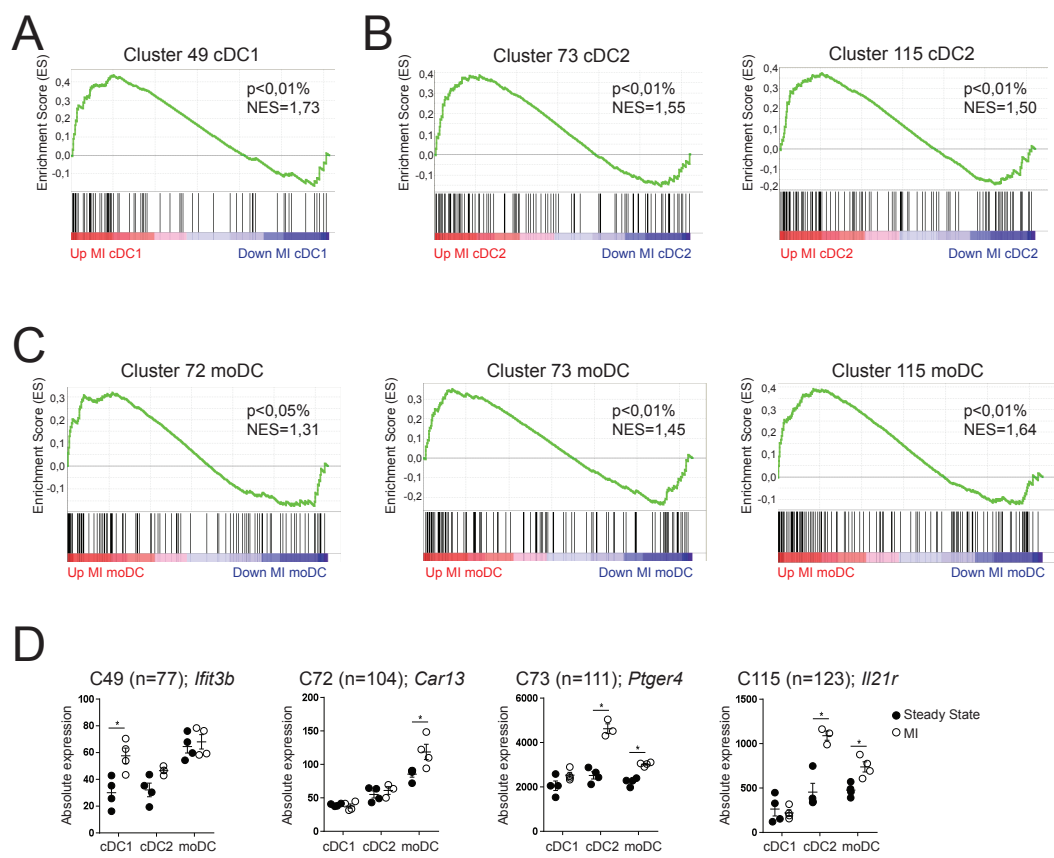 A
Cluster 49 cDC1
Enrichment Score (ES)
0,4
0,3
0,2
0,1
0,0
-0,1
p<0,01%
NES=1,73
Up MI cDC1
Down MI cDC1
B
Cluster 73 cDC2
Enrichment Score (ES)
0,4
0,3
0,2
0,1
0,0
-0,1
p<0,01%
NES=1,55
Up MI cDC2
Down MI cDC2
Cluster 115 cDC2
Enrichment Score (ES)
0,4
0,3
0,2
0,1
0,0
-0,1
-0,2
p<0,01%
NES=1,50
Up MI cDC2
Down MI cDC2
C
Cluster 72 moDC
Enrichment Score (ES)
0,3
0,2
0,1
0,0
-0,1
p<0,05%
NES=1,31
Up MI moDC
Down MI moDC
Cluster 73 moDC
Enrichment Score (ES)
0,3
0,2
0,1
0,0
-0,1
-0,2
p<0,01%
NES=1,45
Up MI moDC
Down MI moDC
Cluster 115 moDC
Enrichment Score (ES)
0,3
0,2
0,1
0,0
-0,1
p<0,01%
NES=1,64
Up MI moDC
Down MI moDC
D
C49 (n=77); Ifit3b
Absolute expression
100
80
60
40
20
0
*
cDC1 cDC2 moDC
C72 (n=104); Car13
Absolute expression
200
150
100
50
0
*
cDC1 cDC2 moDC
C73 (n=111); Ptger4
Absolute expression
6000
4000
2000
0
*
*
cDC1 cDC2 moDC
C115 (n=123); Il21r
Absolute expression
1500
1000
500
0
*
*
cDC1 cDC2 moDC
Steady State
MI